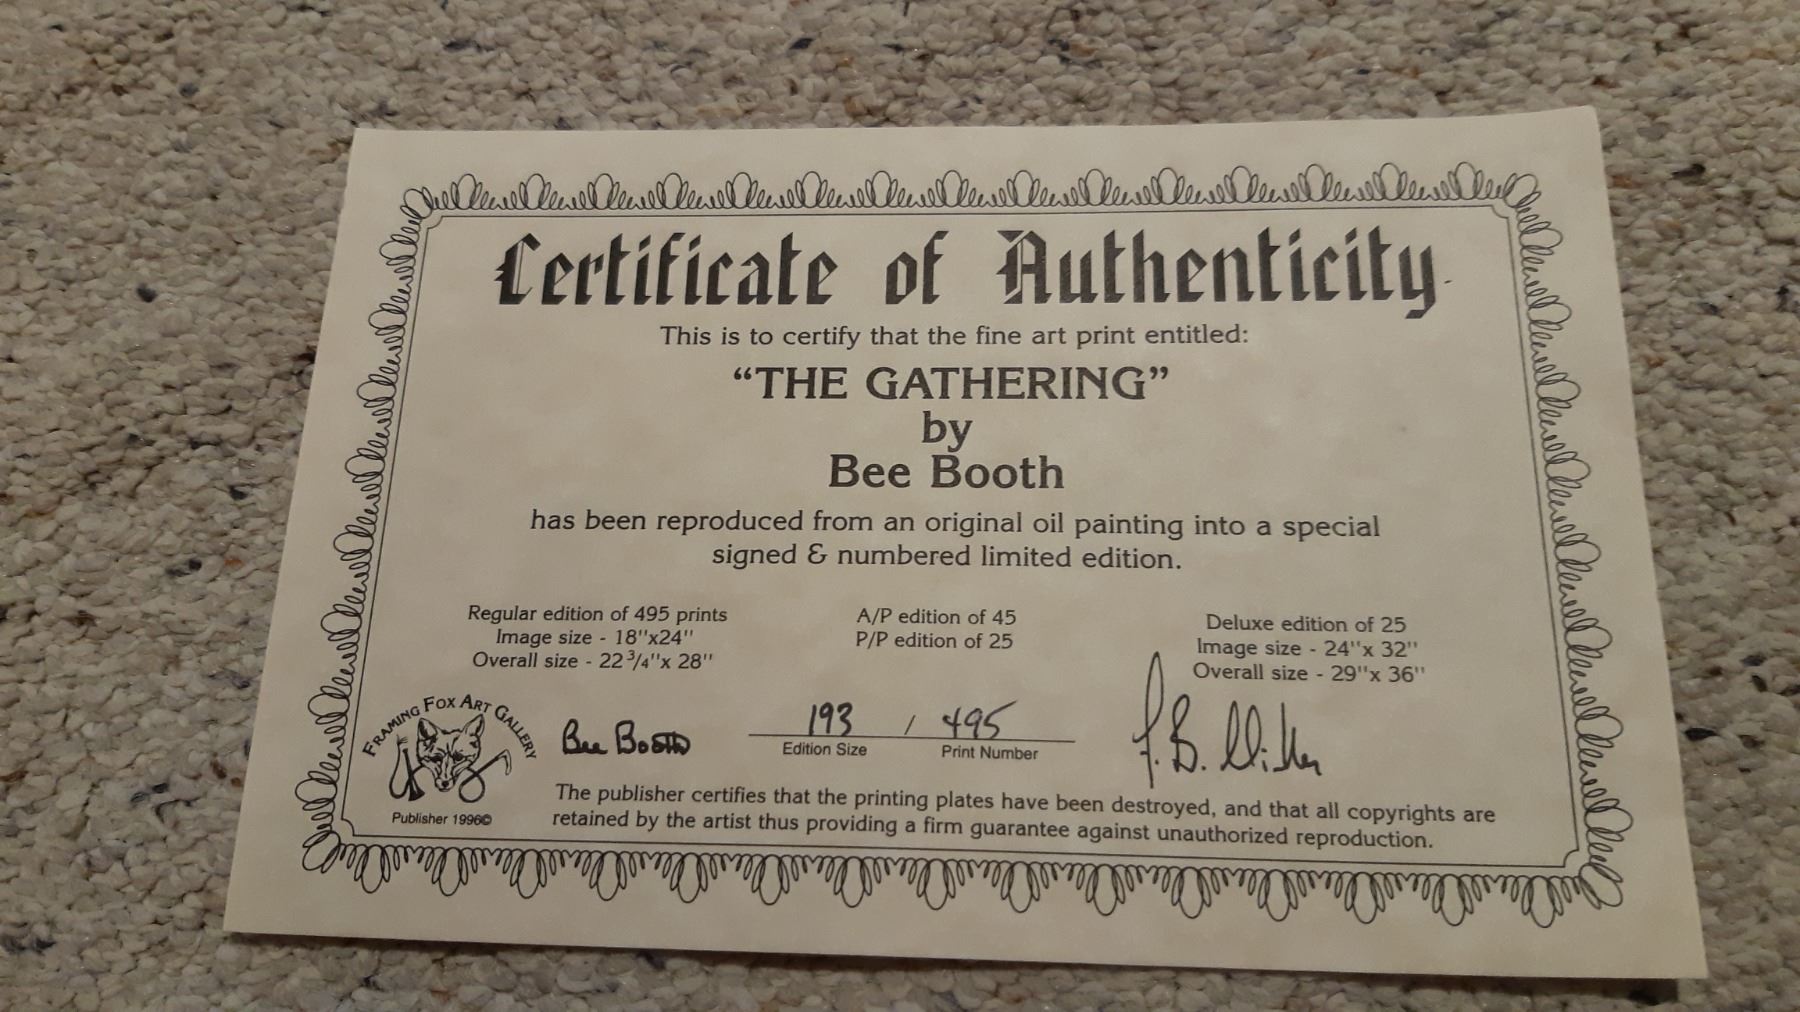 Certificate of Authenticity
This is to certify that the fine art print entitled:
“THE GATHERING”
by
Bee Booth
has been reproduced from an original oil painting into a special
signed & numbered limited edition.
Regular edition of 495 prints
Image size - 18"x24"
Overall size - 22 3/4"x 28"
A/P edition of 45
P/P edition of 25
Deluxe edition of 25
Image size - 24"x 32"
Overall size - 29"x 36"
FRAMING FOX ART GALLERY
Publisher 1996©
Bee Booth
193 / 495
Edition Size Print Number
The publisher certifies that the printing plates have been destroyed, and that all copyrights are
retained by the artist thus providing a firm guarantee against unauthorized reproduction.